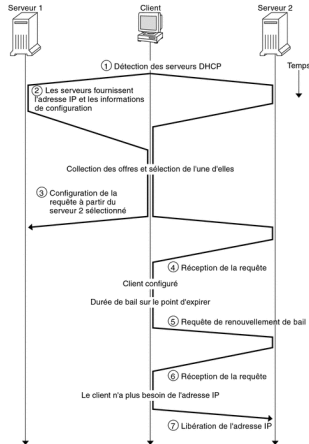 Serveur 1 Client Serveur 2
① Détection des serveurs DHCP
Temps
② Les serveurs fournissent
l'adresse IP et les informations
de configuration
Collection des offres et sélection de l'une d'elles
③ Configuration de la
requête à partir du
serveur 2 sélectionné
④ Réception de la requête
Client configuré
Durée de bail sur le point d'expirer
⑤ Requête de renouvellement de bail
⑥ Réception de la requête
Le client n'a plus besoin de l'adresse IP
⑦ Libération de l'adresse IP